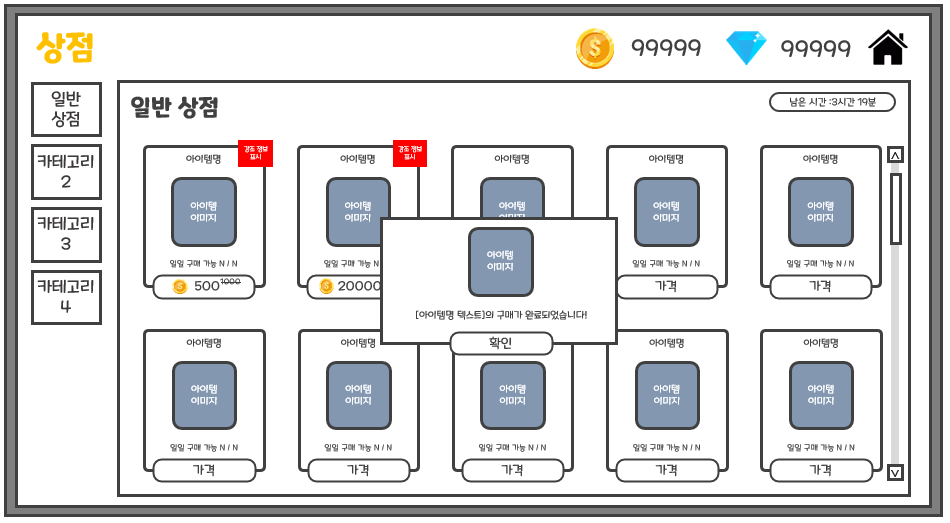 상점
99999
99999
일반
상점
카테고리
2
카테고리
3
카테고리
4
일반 상점
남은 시간 :3시간 19분
강조 정보
표시
강조 정보
표시
아이템명
아이템명
아이템명
아이템명
아이템명
아이템
이미지
아이템
이미지
아이템
이미지
아이템
이미지
아이템
이미지
일일 구매 가능 N / N
일일 구매 가능 N
일일 구매 가능 N / N
일일 구매 가능 N / N
500 1000
20000
가격
가격
아이템
이미지
[아이템명 텍스트]의 구매가 완료되었습니다!
확인
아이템명
아이템명
아이템명
아이템명
아이템
이미지
아이템
이미지
아이템
이미지
아이템
이미지
아이템
이미지
일일 구매 가능 N / N
일일 구매 가능 N / N
일일 구매 가능 N / N
일일 구매 가능 N / N
일일 구매 가능 N / N
가격
가격
가격
가격
가격